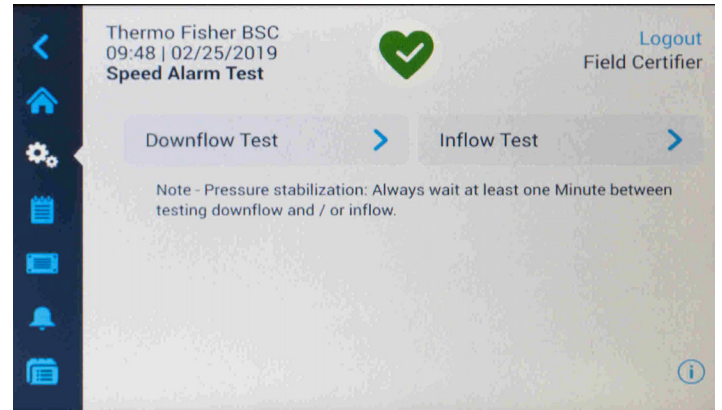 Thermo Fisher BSC
09:48 | 02/25/2019
Speed Alarm Test
Logout
Field Certifier
Downflow Test
Inflow Test
Note - Pressure stabilization: Always wait at least one Minute between
testing downflow and / or inflow.